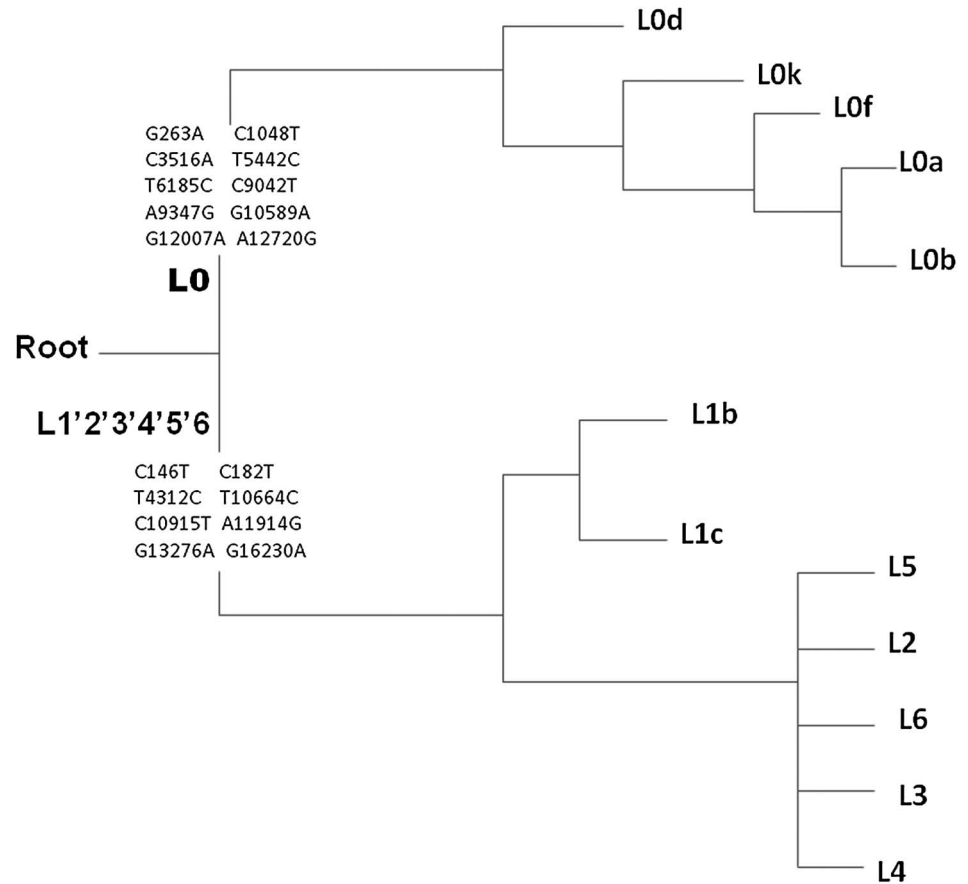 L0d
L0k
L0f
L0a
L0b
G263A C1048T
C3516A T5442C
T6185C C9042T
A9347G G10589A
G12007A A12720G
L0
Root
L1’2’3’4’5’6
C146T C182T
T4312C T10664C
C10915T A11914G
G13276A G16230A
L1b
L1c
L5
L2
L6
L3
L4